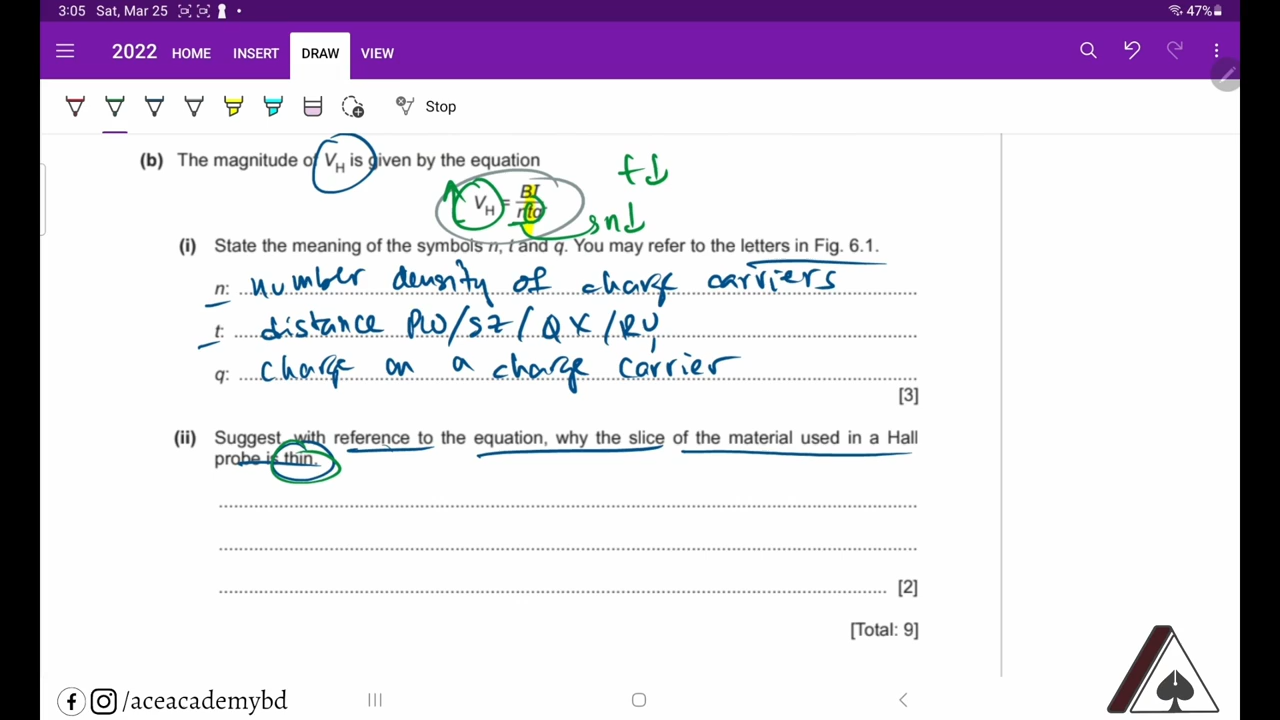 3:05 Sat, Mar 25 47%
2022 HOME INSERT DRAW VIEW
Stop
(b) The magnitude of VH is given by the equation
t↓
VH = BI
ntq
sn↓
(i) State the meaning of the symbols n, t and q. You may refer to the letters in Fig. 6.1.
n: number density of charge carriers
t: distance PW/SZ/QX/RV
q: charge on a charge carrier
[3]
(ii) Suggest, with reference to the equation, why the slice of the material used in a Hall
probe is thin.
[2]
[Total: 9]
/aceacademybd